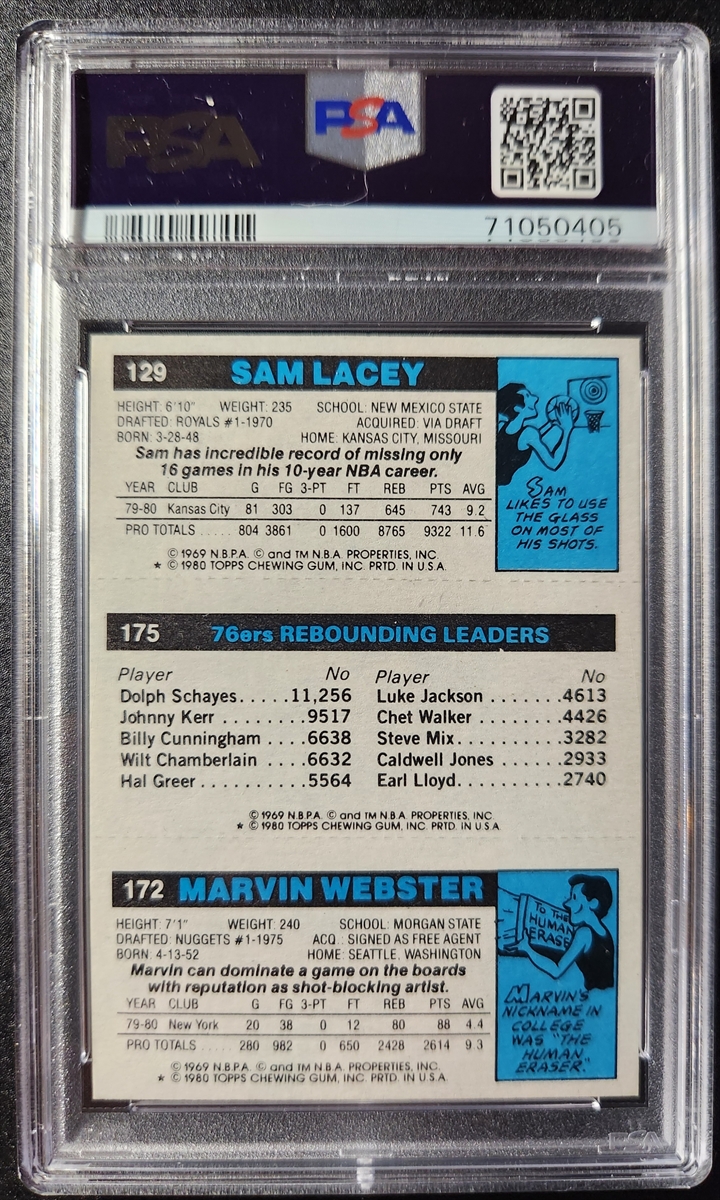 PSA
PSA
71050405
129 SAM LACEY
HEIGHT: 6'10" WEIGHT: 235 SCHOOL: NEW MEXICO STATE
DRAFTED: ROYALS #1-1970 ACQUIRED: VIA DRAFT
BORN: 3-28-48 HOME: KANSAS CITY, MISSOURI
Sam has incredible record of missing only
16 games in his 10-year NBA career.
YEAR CLUB G FG 3-PT FT REB PTS AVG
79-80 Kansas City 81 303 0 137 645 743 9.2
PRO TOTALS ..... 804 3861 0 1600 8765 9322 11.6
© 1969 N.B.P.A. © and TM N.B.A. PROPERTIES, INC.
* © 1980 TOPPS CHEWING GUM, INC. PRTD. IN U.S.A.
SAM
LIKES TO USE
THE GLASS
ON MOST OF
HIS SHOTS.
175 76ers REBOUNDING LEADERS
Player No Player No
Dolph Schayes.....11,256 Luke Jackson ........4613
Johnny Kerr ........9517 Chet Walker ........4426
Billy Cunningham ....6638 Steve Mix..........3282
Wilt Chamberlain ....6632 Caldwell Jones ......2933
Hal Greer..........5564 Earl Lloyd..........2740
© 1969 N.B.P.A. © and TM N.B.A. PROPERTIES, INC.
* © 1980 TOPPS CHEWING GUM, INC. PRTD. IN U.S.A.
172 MARVIN WEBSTER
HEIGHT: 7'1" WEIGHT: 240 SCHOOL: MORGAN STATE
DRAFTED: NUGGETS #1-1975 ACQ.: SIGNED AS FREE AGENT
BORN: 4-13-52 HOME: SEATTLE, WASHINGTON
Marvin can dominate a game on the boards
with reputation as shot-blocking artist.
YEAR CLUB G FG 3-PT FT REB PTS AVG
79-80 New York 20 38 0 12 80 88 4.4
PRO TOTALS ..... 280 982 0 650 2428 2614 9.3
© 1969 N.B.P.A. © and TM N.B.A. PROPERTIES, INC.
* © 1980 TOPPS CHEWING GUM, INC. PRTD. IN U.S.A.
TO THE
HUMAN
ERASE
MARVIN'S
NICKNAME IN
COLLEGE
WAS "THE
HUMAN
ERASER."
PSA